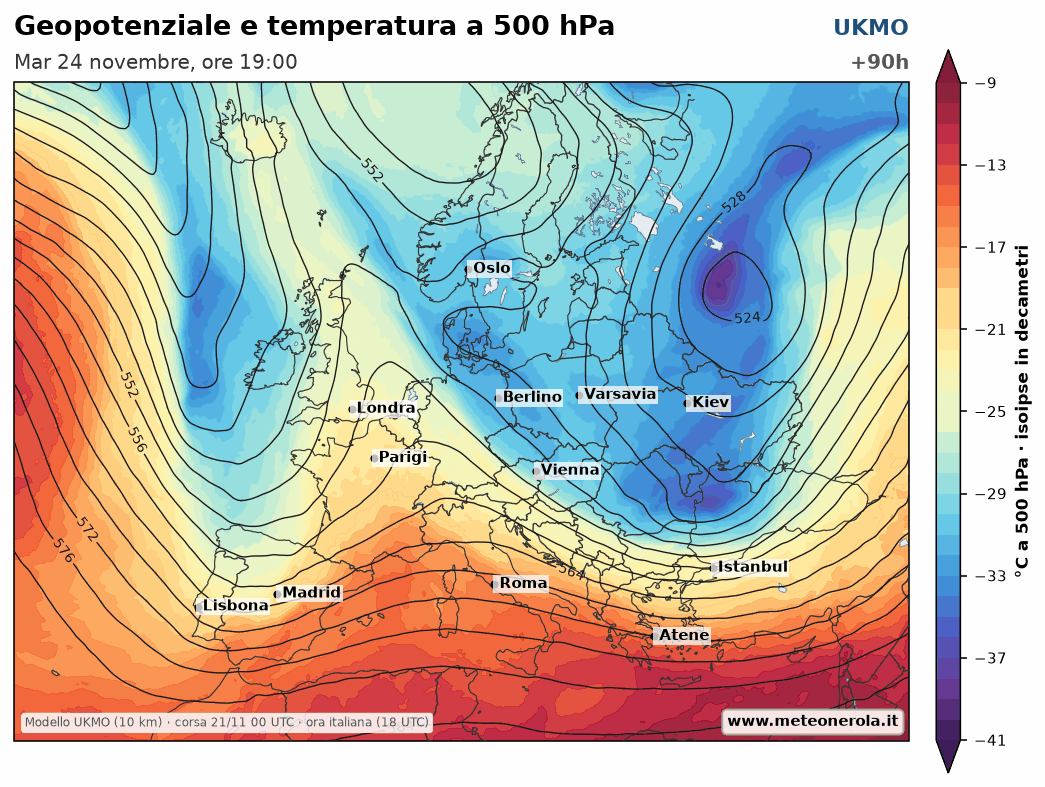 Geopotenziale e temperatura a 500 hPa
UKMO
Mar 24 novembre, ore 19:00
+90h
552
528
524
Oslo
552
556
Londra
Berlino
Varsavia
Kiev
Parigi
Vienna
572
576
564
Istanbul
Roma
Madrid
Lisbona
Atene
Modello UKMO (10 km) · corsa 21/11 00 UTC · ora italiana (18 UTC)
www.meteonerola.it
−9
−13
−17
−21
−25
−29
−33
−37
−41
°C a 500 hPa · isoipse in decametri